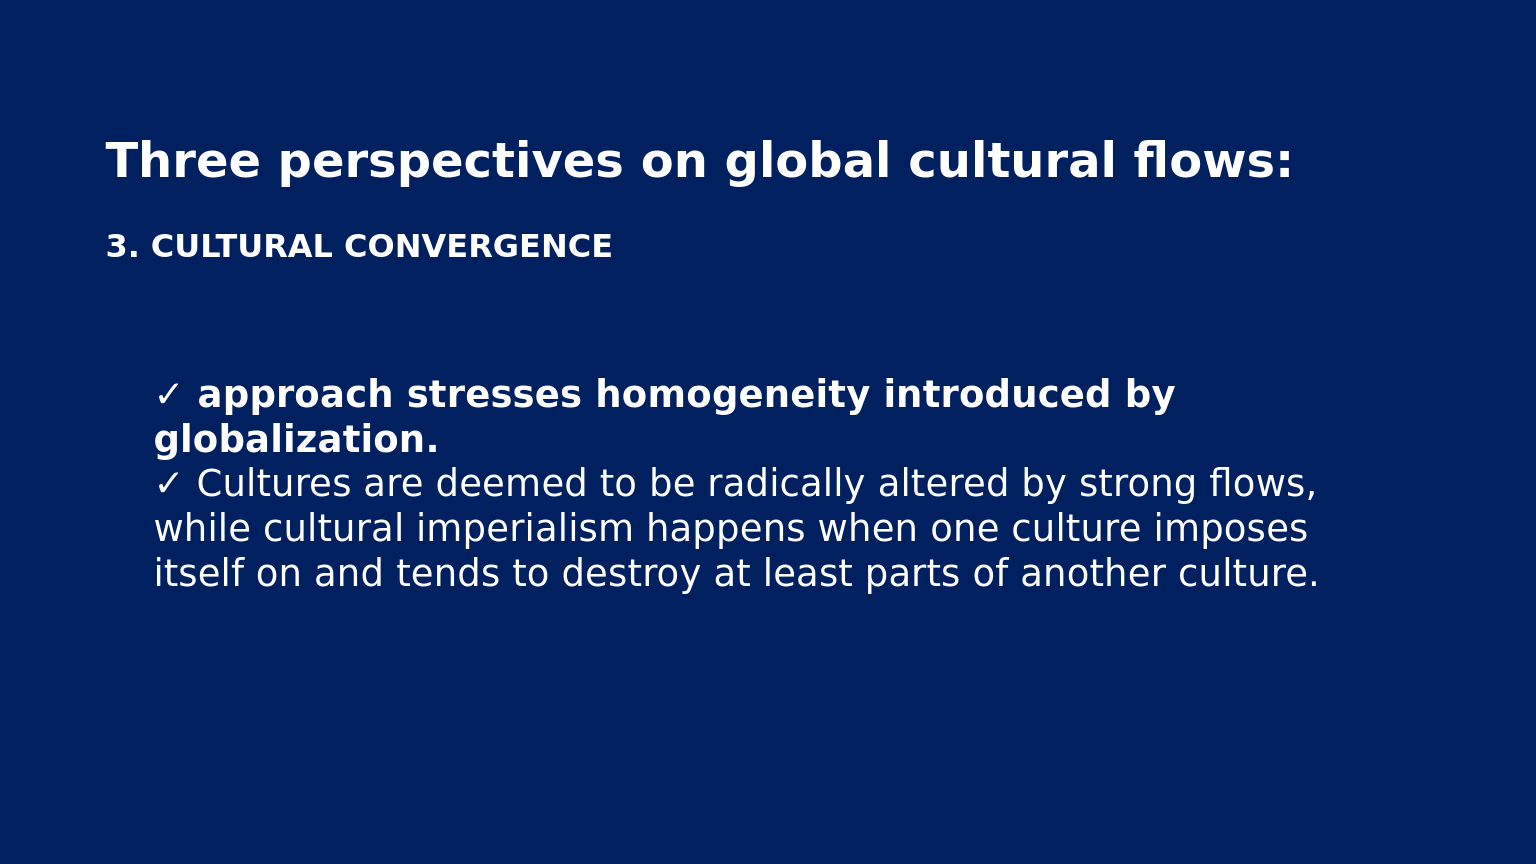 Three perspectives on global cultural flows:
3. CULTURAL CONVERGENCE
✓ approach stresses homogeneity introduced by
globalization.
✓ Cultures are deemed to be radically altered by strong flows,
while cultural imperialism happens when one culture imposes
itself on and tends to destroy at least parts of another culture.